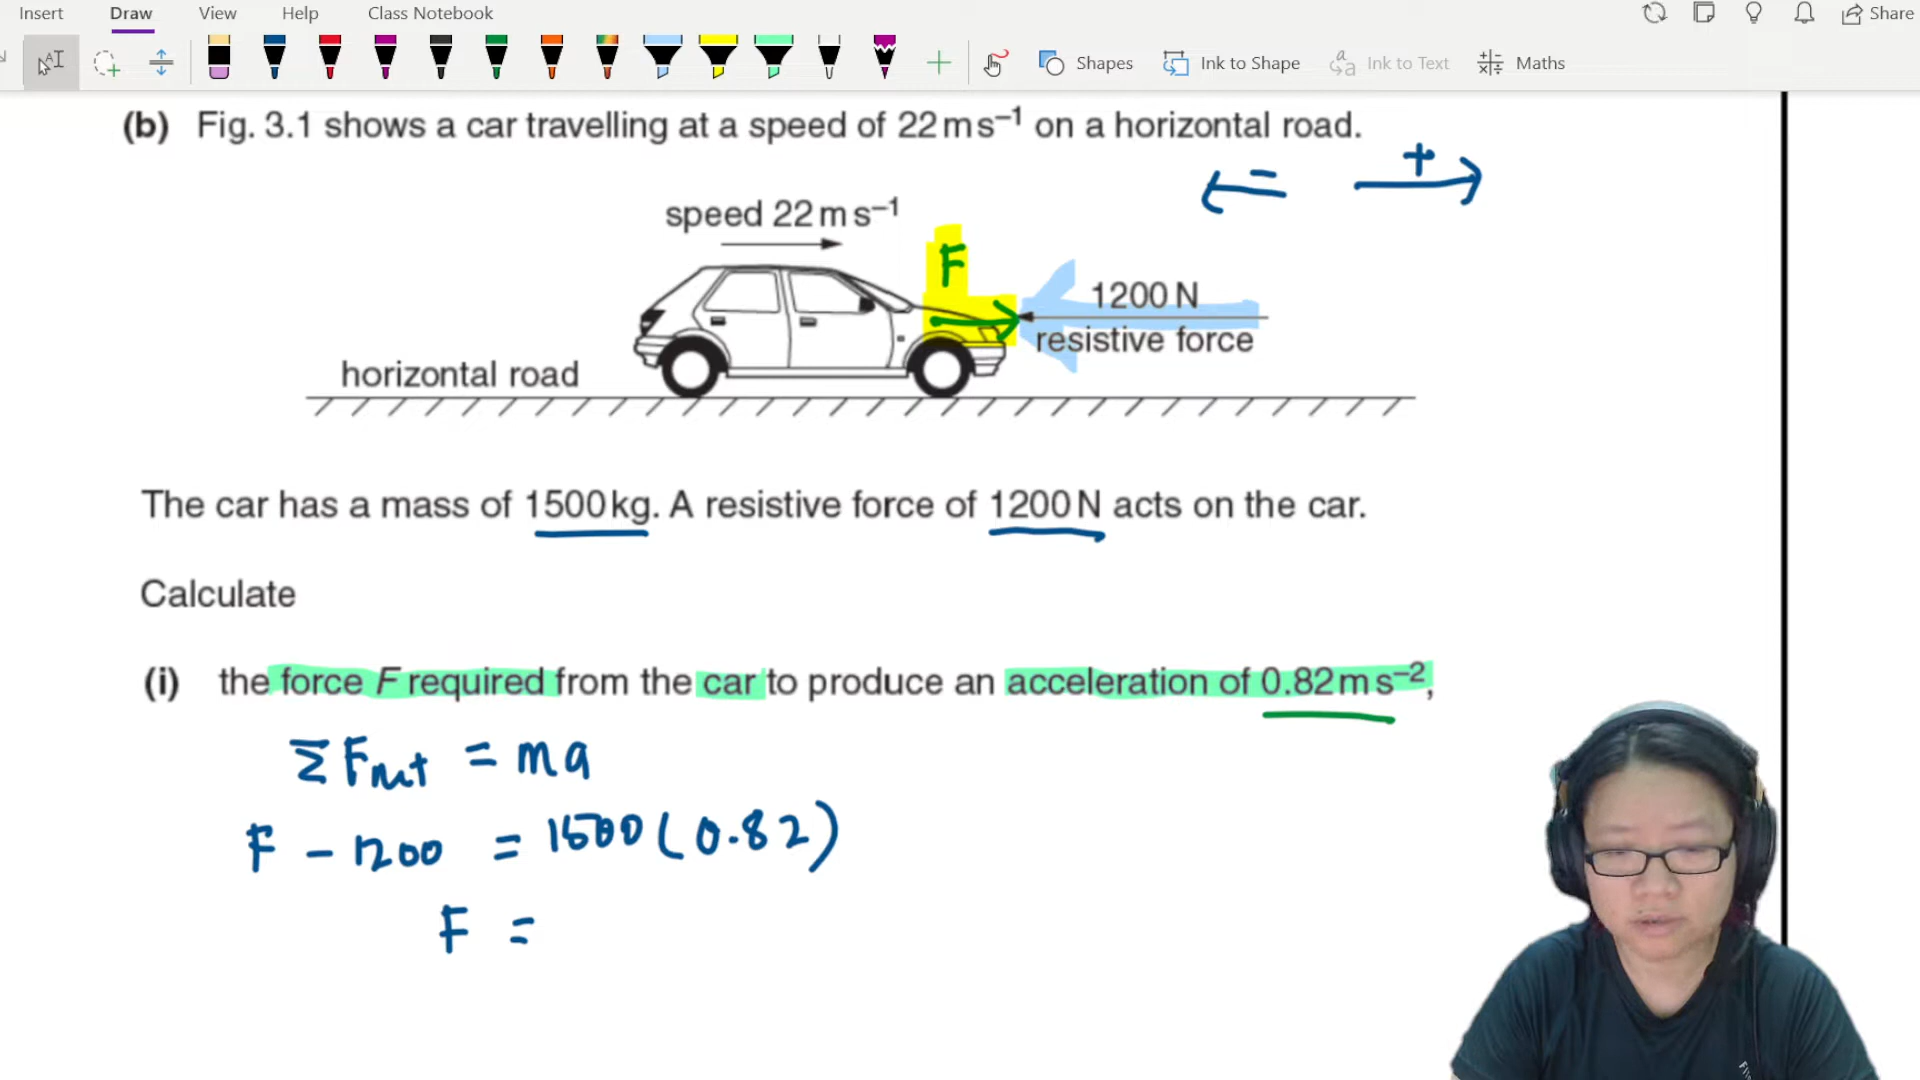 Insert Draw View Help Class Notebook Share
Shapes Ink to Shape Ink to Text Maths
(b) Fig. 3.1 shows a car travelling at a speed of 22 m s⁻¹ on a horizontal road.
← − + →
speed 22 m s⁻¹
F
1200 N
resistive force
horizontal road
The car has a mass of 1500 kg. A resistive force of 1200 N acts on the car.
Calculate
(i) the force F required from the car to produce an acceleration of 0.82 m s⁻²,
Σ Fnet = ma
F − 1200 = 1500(0.82)
F =